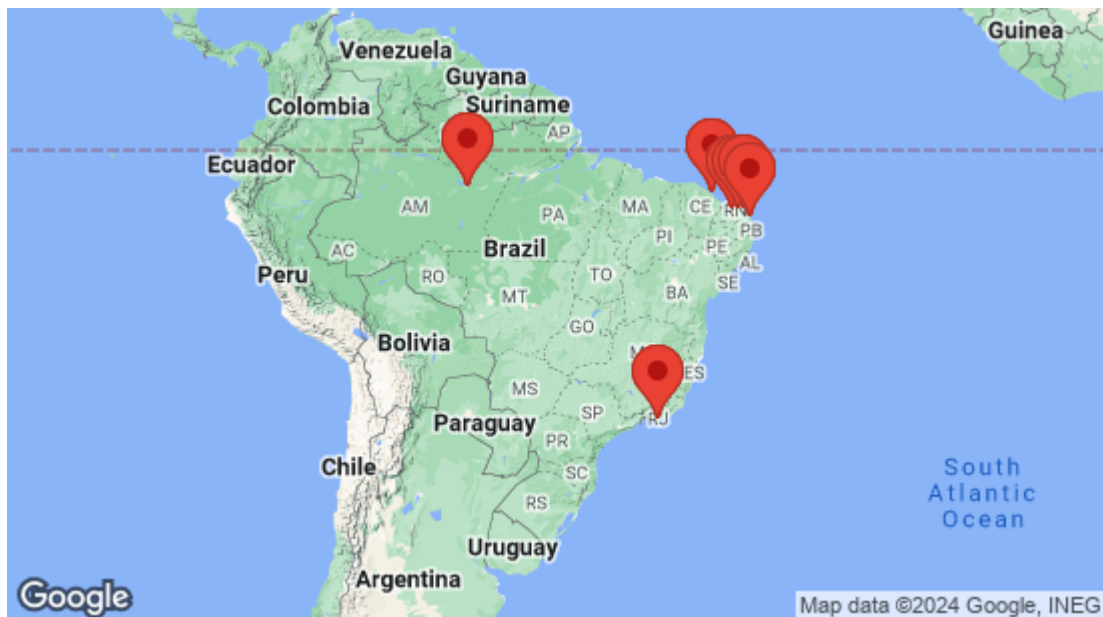 Guinea
Venezuela
Guyana
Colombia
Suriname
AP
Ecuador
AM
PA
MA
CE
RN
PI
PB
PE
AC
Brazil
AL
RO
TO
SE
Peru
MT
BA
GO
Bolivia
ES
MS
SP
RJ
Paraguay
PR
Chile
SC
South
Atlantic
Ocean
RS
Uruguay
Argentina
Google
Map data ©2024 Google, INEG